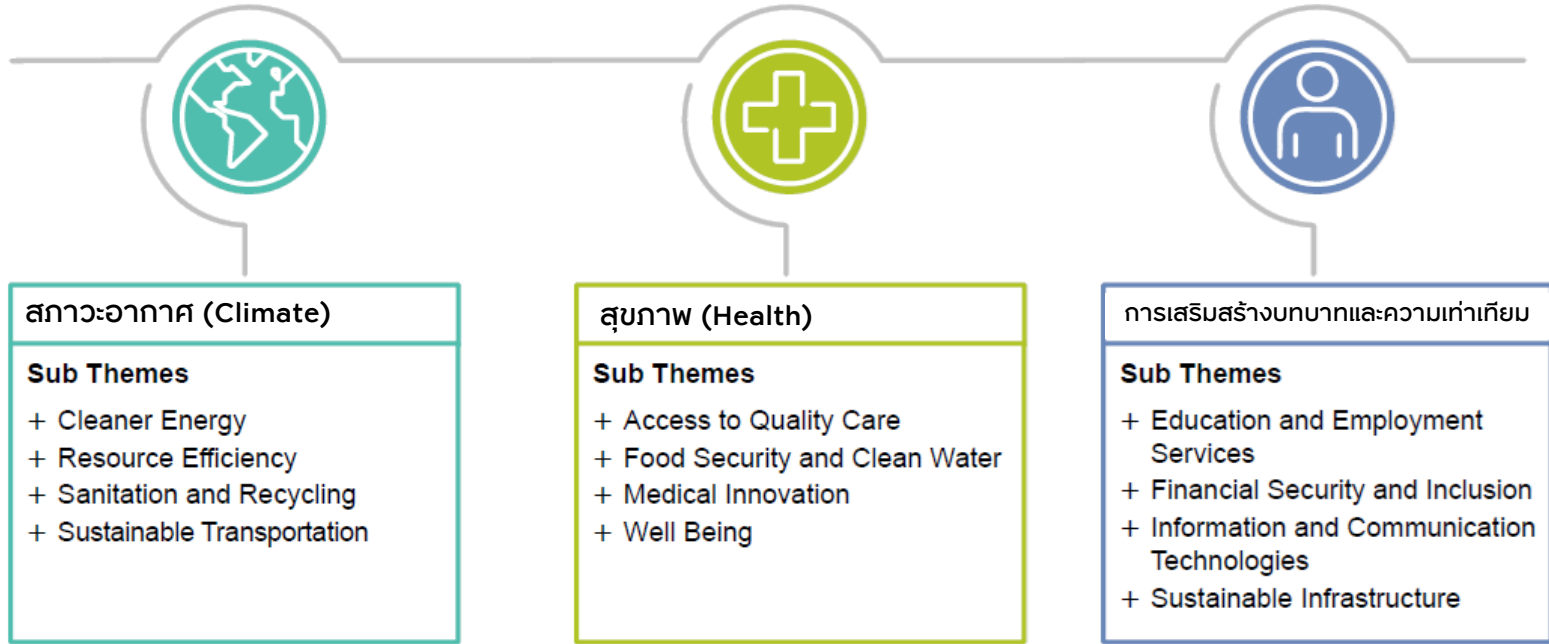 สภาวะอากาศ (Climate)
Sub Themes
+ Cleaner Energy
+ Resource Efficiency
+ Sanitation and Recycling
+ Sustainable Transportation
สุขภาพ (Health)
Sub Themes
+ Access to Quality Care
+ Food Security and Clean Water
+ Medical Innovation
+ Well Being
การเสริมสร้างบทบาทและความเท่าเทียม
Sub Themes
+ Education and Employment
Services
+ Financial Security and Inclusion
+ Information and Communication
Technologies
+ Sustainable Infrastructure